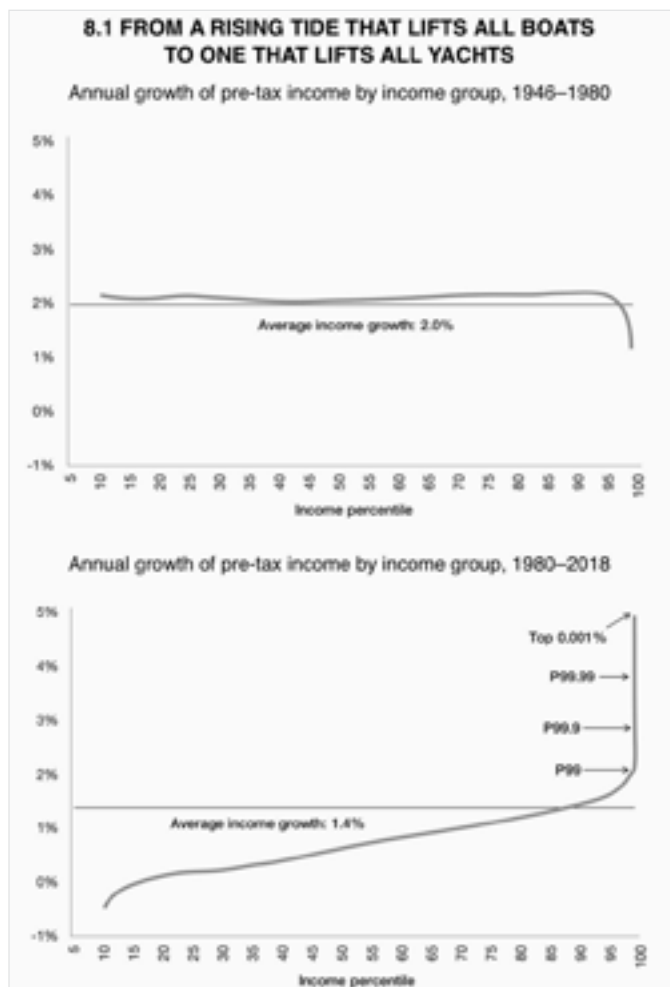 8.1 FROM A RISING TIDE THAT LIFTS ALL BOATS
TO ONE THAT LIFTS ALL YACHTS
Annual growth of pre-tax income by income group, 1946–1980
5%
4%
3%
2%
Average income growth: 2.0%
1%
0%
-1%
5 10 15 20 25 30 35 40 45 50 55 60 65 70 75 80 85 90 95 100
Income percentile
Annual growth of pre-tax income by income group, 1980–2018
5%
Top 0.001%
4%
P99.99
3%
P99.9
2%
P99
1%
Average income growth: 1.4%
0%
-1%
5 10 15 20 25 30 35 40 45 50 55 60 65 70 75 80 85 90 95 100
Income percentile